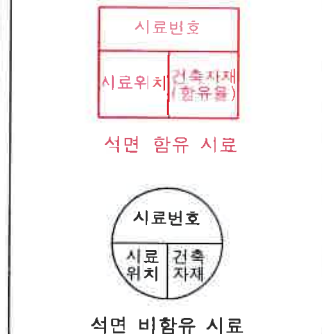 시료번호
시료위치 건축자재
(함유율)
석면 함유 시료
시료번호
시료 건축
위치 자재
석면 비함유 시료